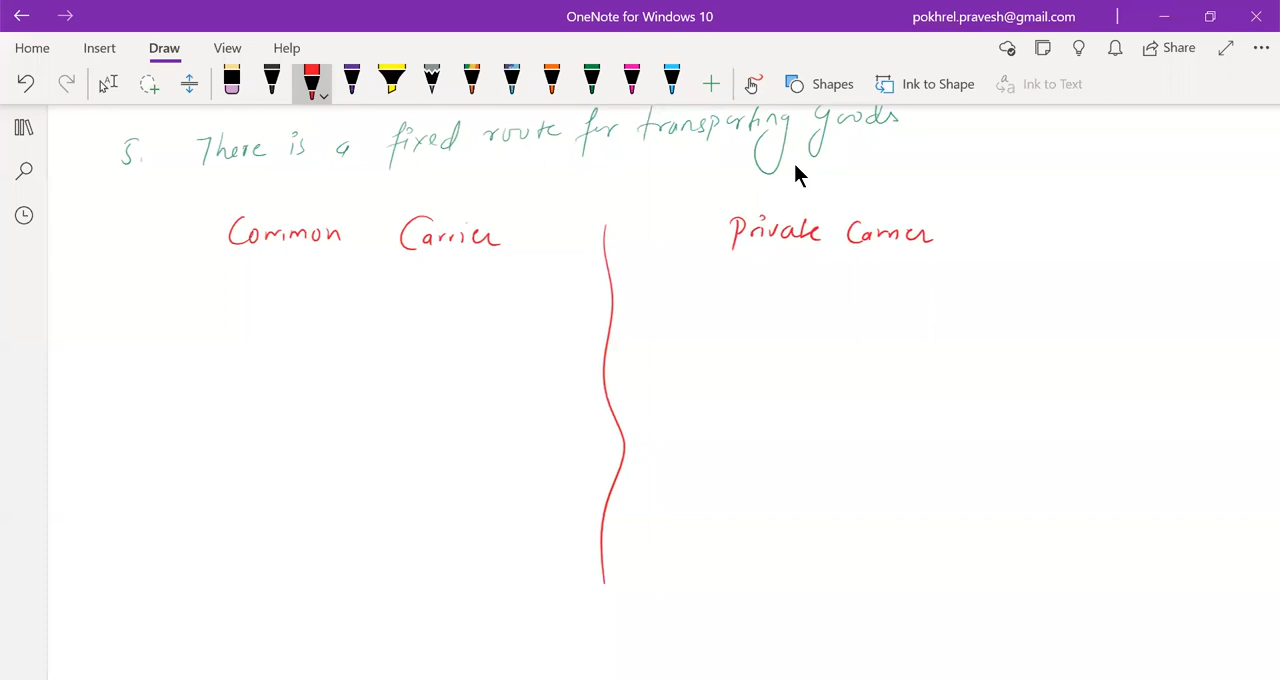 OneNote for Windows 10
pokhrel.pravesh@gmail.com
Home Insert Draw View Help
Share
Shapes Ink to Shape Ink to Text
5. There is a fixed route for transporting goods
Common Carrier
Private Carrier